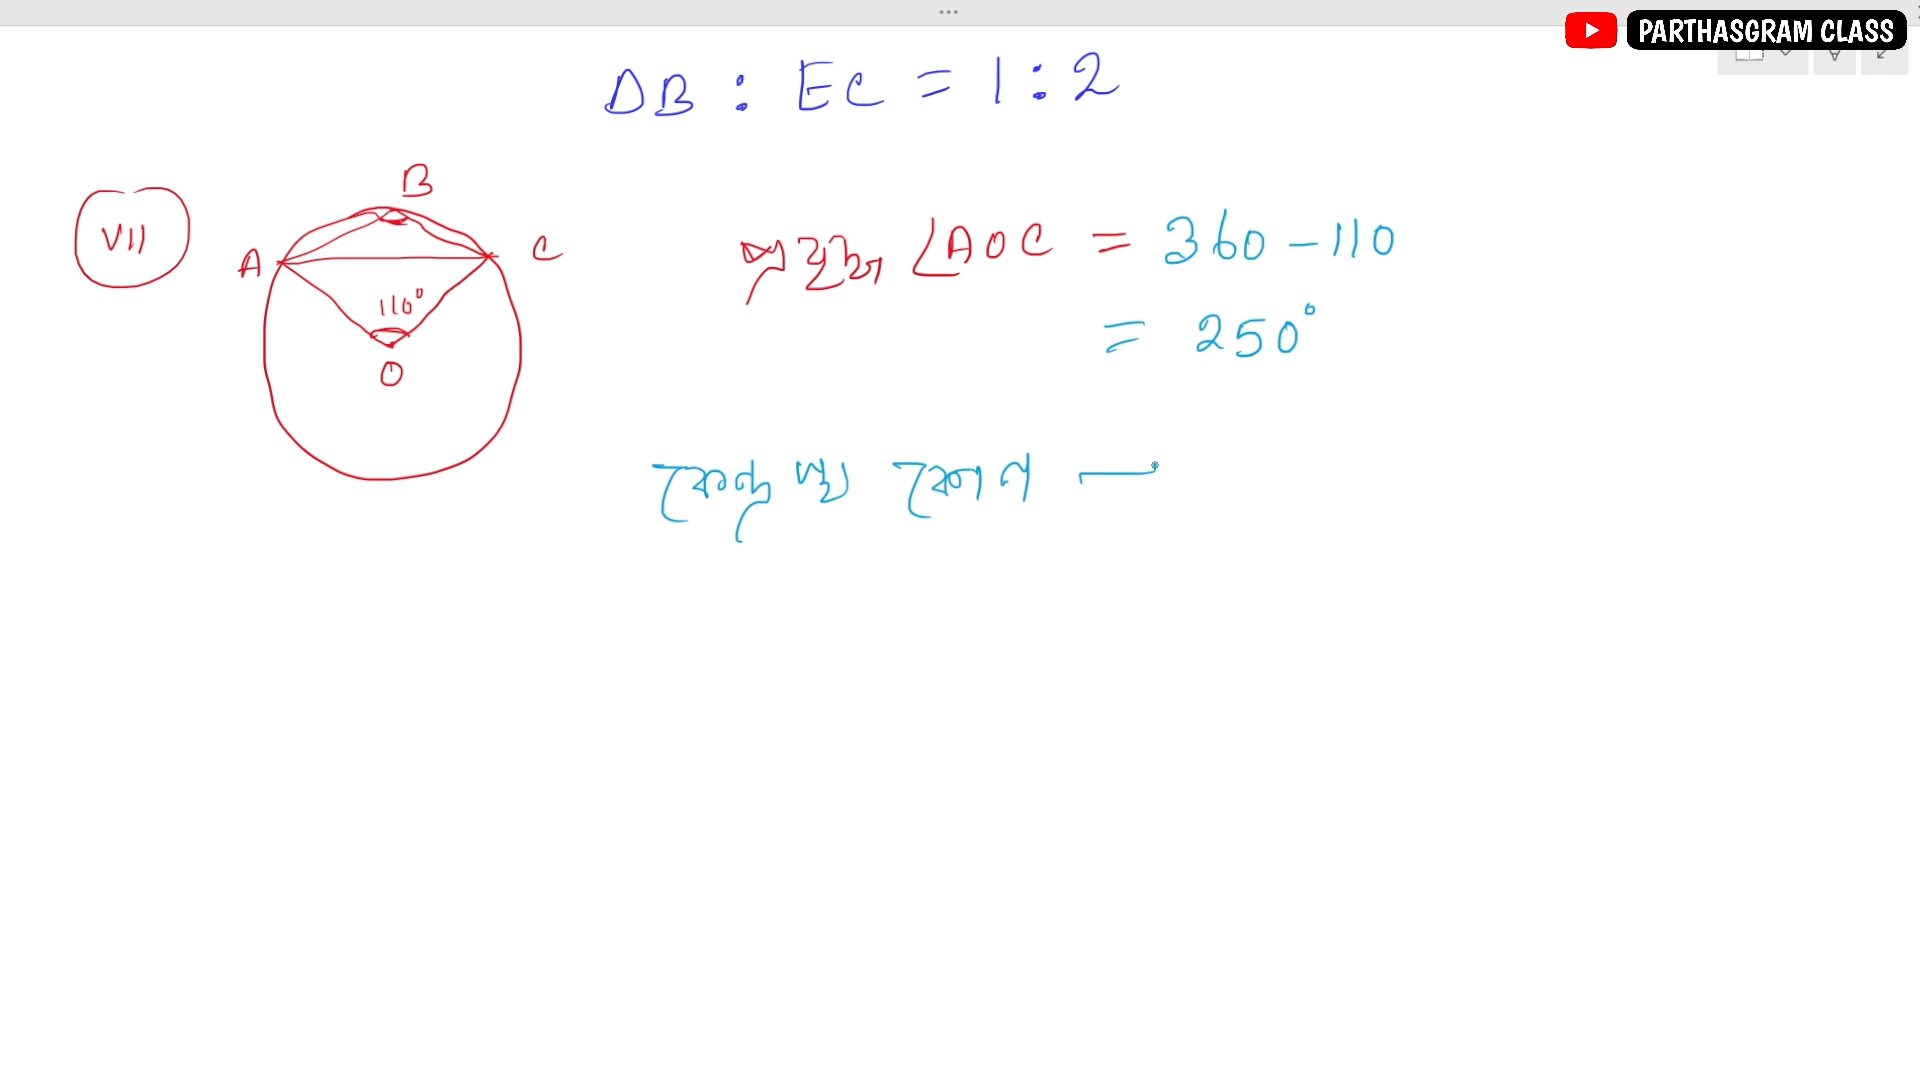 PARTHASGRAM CLASS
DB : EC = 1 : 2
VII
B
A
C
110°
O
প্রবৃদ্ধ ∠AOC = 360 - 110
= 250°
কেন্দ্রস্থ কোণ